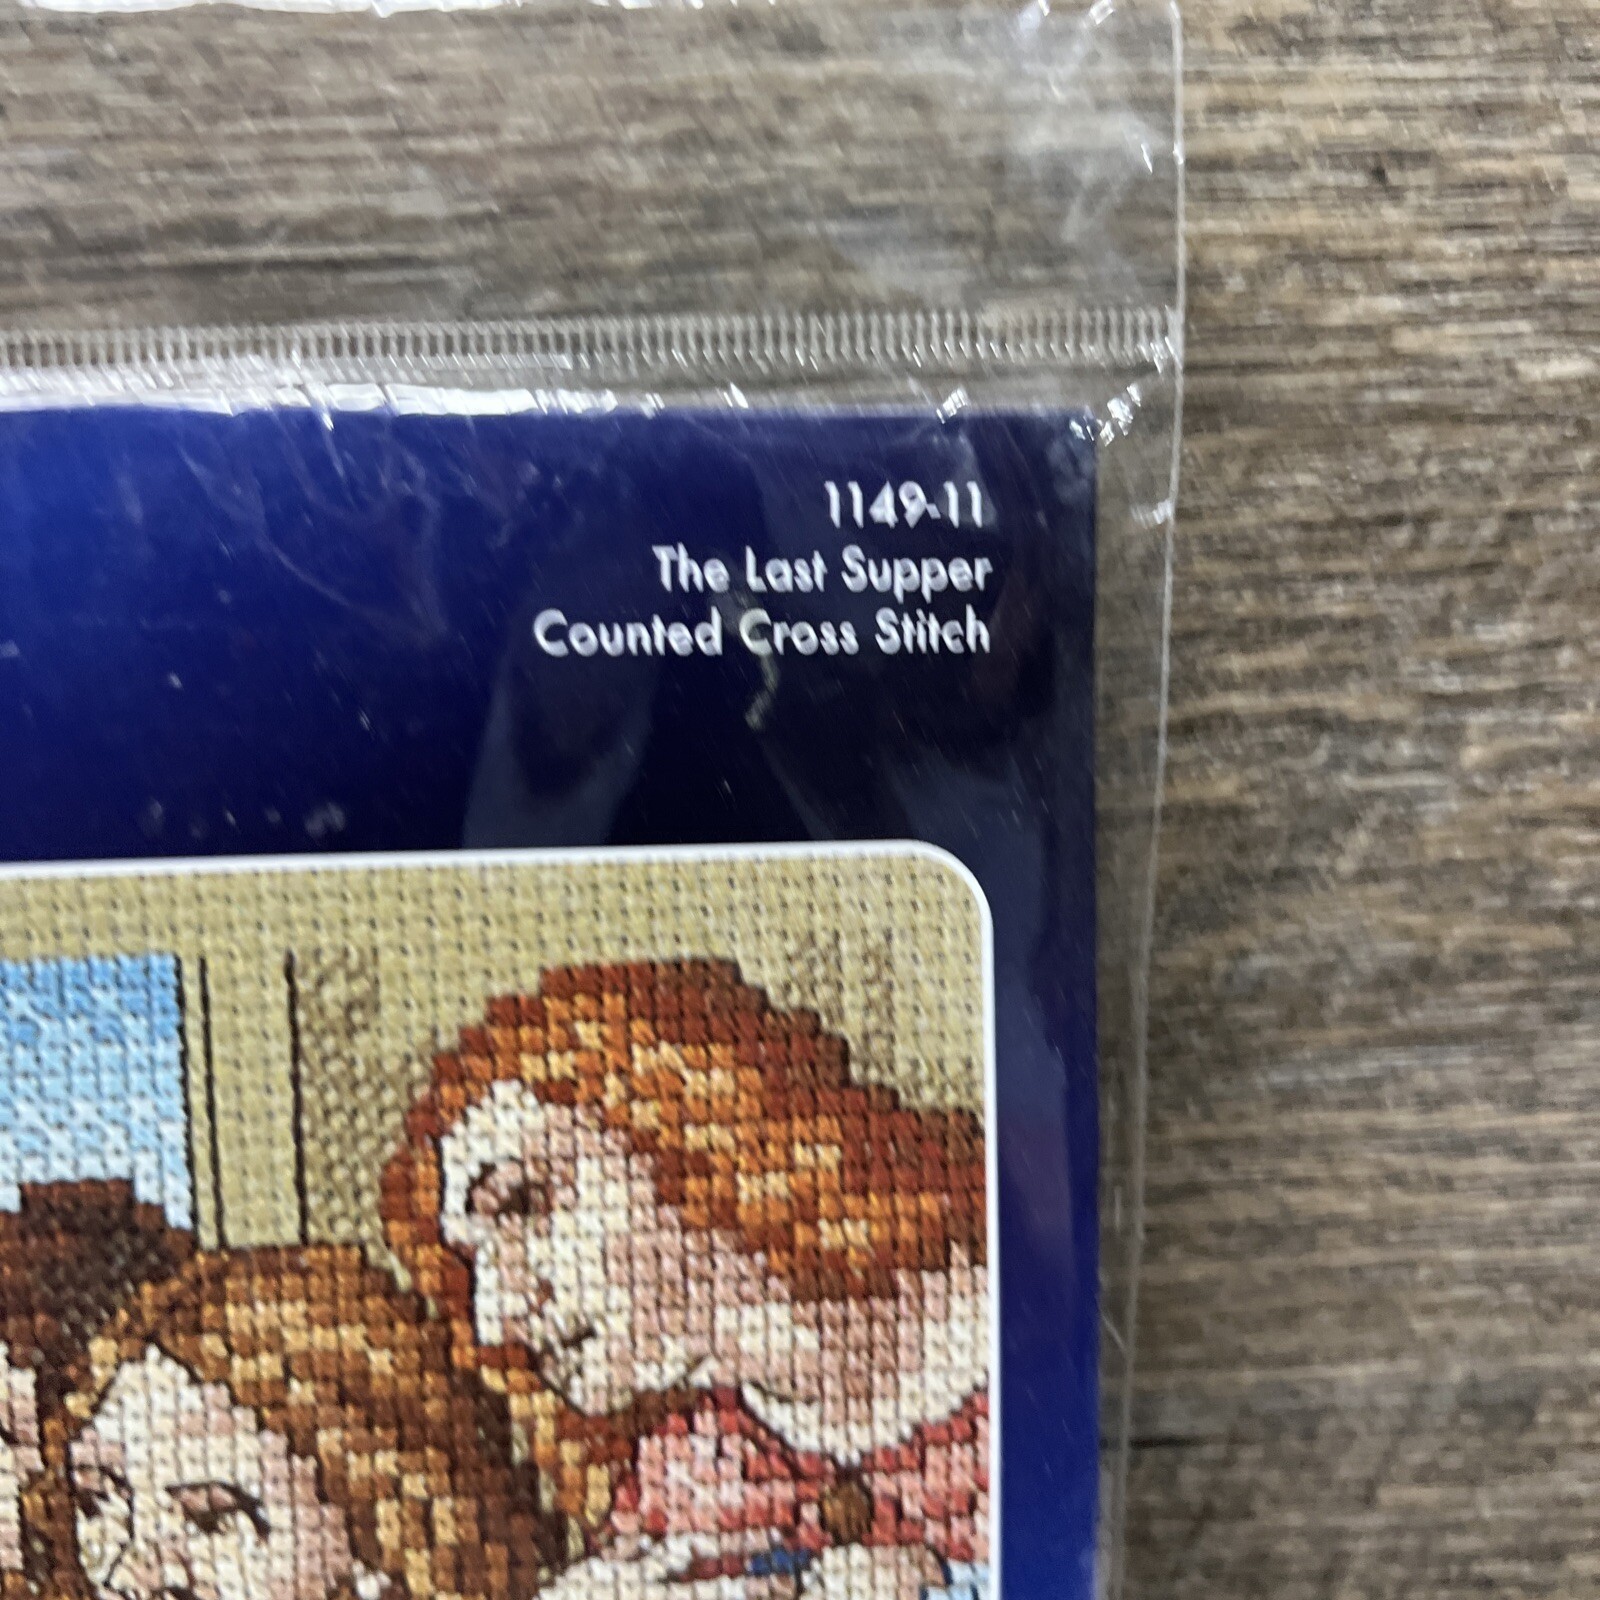 1149-11
The Last Supper
Counted Cross Stitch